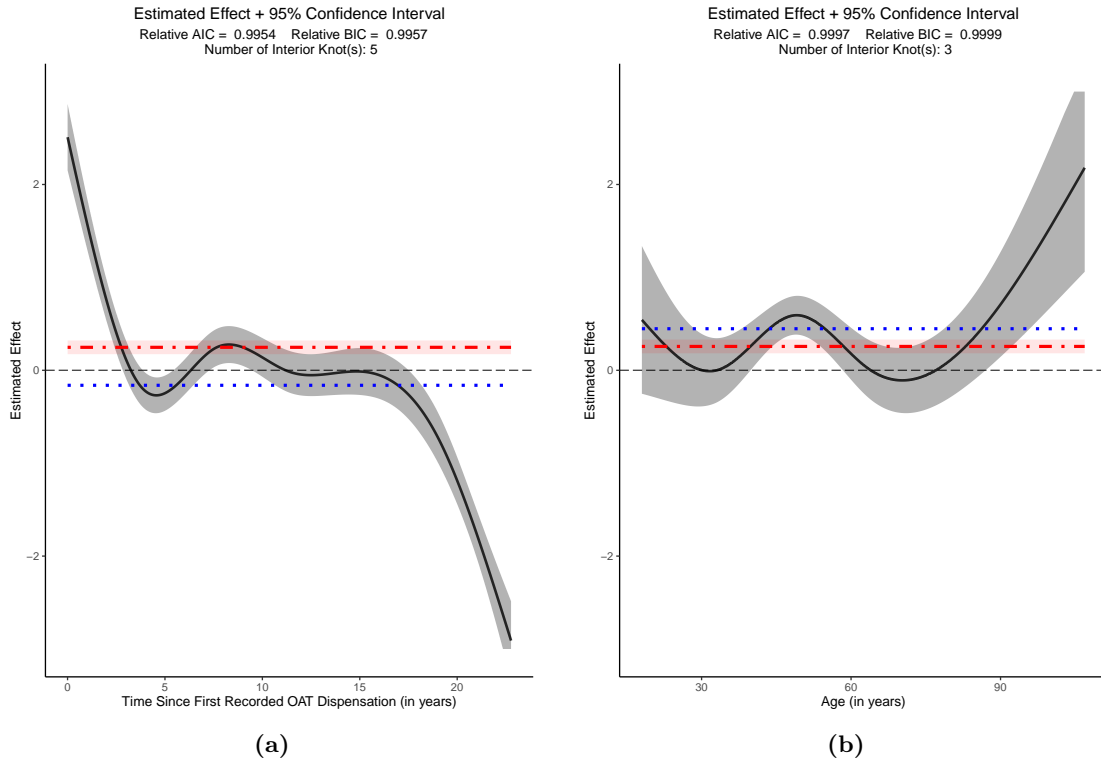 Estimated Effect + 95% Confidence Interval
Relative AIC = 0.9954 Relative BIC = 0.9957
Number of Interior Knot(s): 5
Estimated Effect
2
0
−2
0
5
10
15
20
Time Since First Recorded OAT Dispensation (in years)
(a)
Estimated Effect + 95% Confidence Interval
Relative AIC = 0.9997 Relative BIC = 0.9999
Number of Interior Knot(s): 3
Estimated Effect
2
0
−2
30
60
90
Age (in years)
(b)